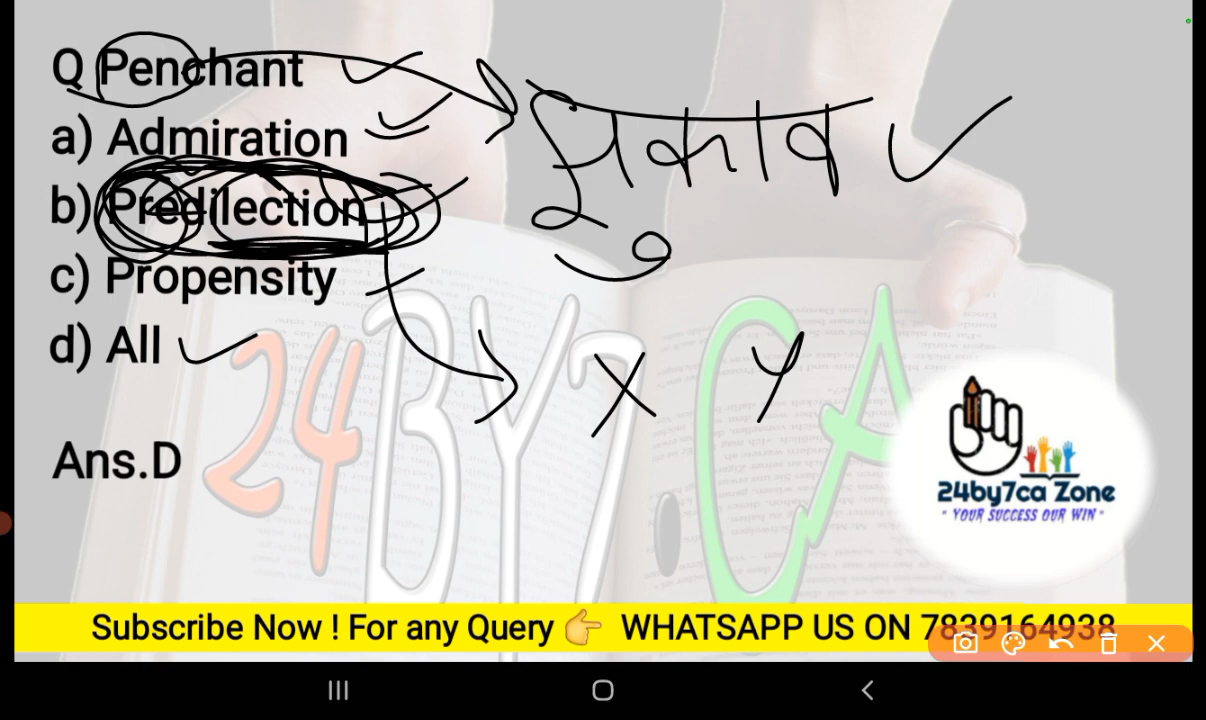 Q Penchant
a) Admiration
झुकाव
b) Predilection
c) Propensity
d) All
X Y
Ans.D
24BY7.CA
24by7ca Zone
" YOUR SUCCESS OUR WIN "
Subscribe Now ! For any Query 👉 WHATSAPP US ON 7839164938